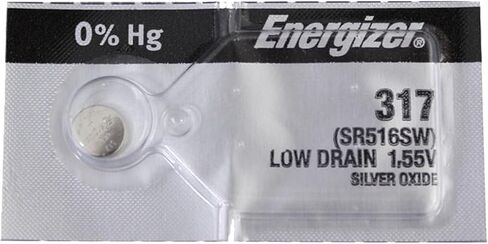 0% Hg
Energizer®
317
(SR516SW)
LOW DRAIN 1.55V
SILVER OXIDE